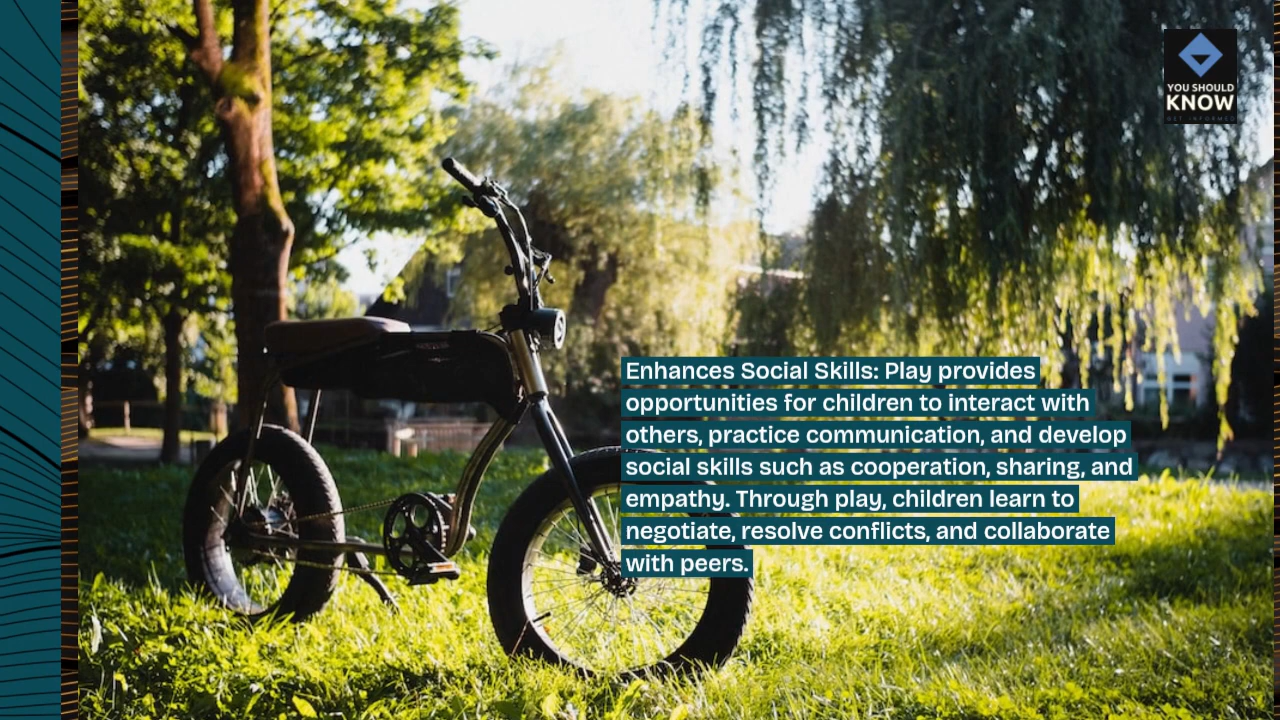 YOU SHOULD
KNOW
GET INFORMED
Enhances Social Skills: Play provides
opportunities for children to interact with
others, practice communication, and develop
social skills such as cooperation, sharing, and
empathy. Through play, children learn to
negotiate, resolve conflicts, and collaborate
with peers.